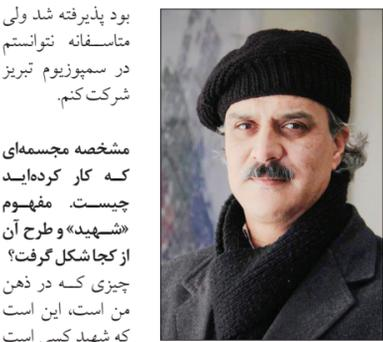 بود پذیرفته شد ولی
متاسفانه نتوانستم
در سمپوزیوم تبریز
شرکت کنم.
مشخصه مجسمه‌ای
که کار کرده‌اید
چیست. مفهوم
«شهید» و طرح آن
از کجا شکل گرفت؟
چیزی که در ذهن
من است، این است
که شهید کسی است